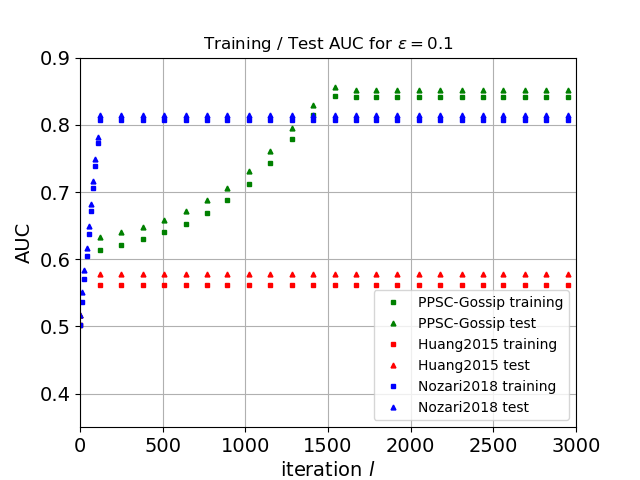 Training / Test AUC for ε = 0.1
AUC
0.9
0.8
0.7
0.6
0.5
0.4
0 500 1000 1500 2000 2500 3000
iteration l
PPSC-Gossip training
PPSC-Gossip test
Huang2015 training
Huang2015 test
Nozari2018 training
Nozari2018 test